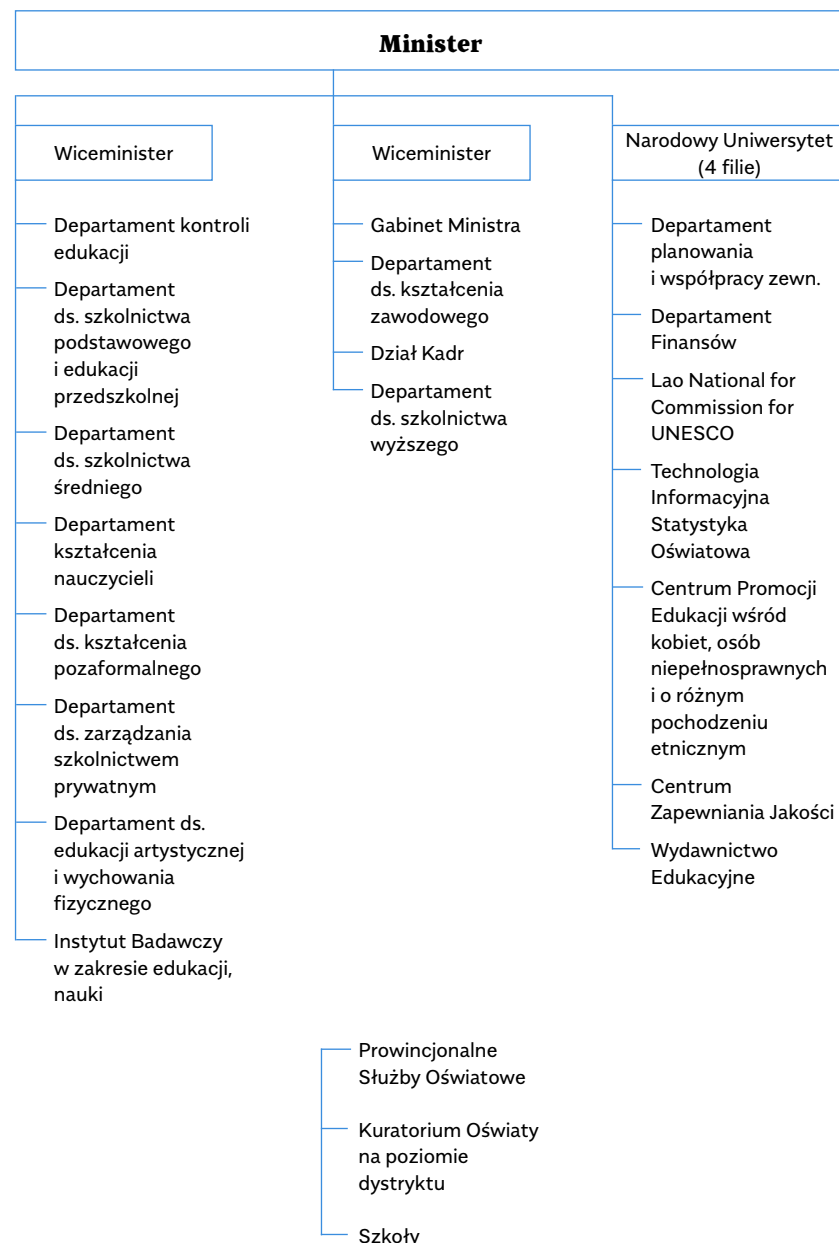 Minister
Wiceminister
Departament kontroli
edukacji
Departament
ds. szkolnictwa
podstawowego
i edukacji
przedszkolnej
Departament
ds. szkolnictwa
średniego
Departament
kształcenia
nauczycieli
Departament
ds. kształcenia
pozaformalnego
Departament
ds. zarządzania
szkolnictwem
prywatnym
Departament ds.
edukacji artystycznej
i wychowania
fizycznego
Instytut Badawczy
w zakresie edukacji,
nauki
Wiceminister
Gabinet Ministra
Departament
ds. kształcenia
zawodowego
Dział Kadr
Departament
ds. szkolnictwa
wyższego
Narodowy Uniwersytet
(4 filie)
Departament
planowania
i współpracy zewn.
Departament
Finansów
Lao National for
Commission for
UNESCO
Technologia
Informacyjna
Statystyka
Oświatowa
Centrum Promocji
Edukacji wśród
kobiet, osób
niepełnosprawnych
i o różnym
pochodzeniu
etnicznym
Centrum
Zapewniania Jakości
Wydawnictwo
Edukacyjne
Prowincjonalne
Służby Oświatowe
Kuratorium Oświaty
na poziomie
dystryktu
Szkoły